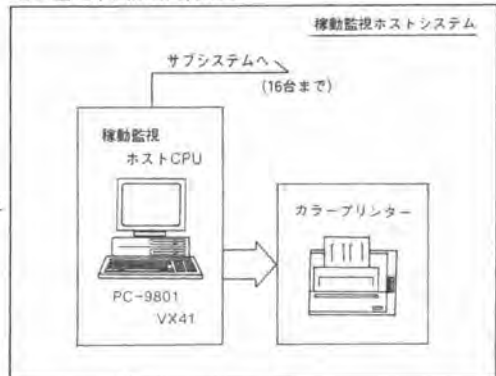 稼動監視ホストシステム
サブシステムへ
(16台まで)
稼動監視
ホストCPU
カラープリンター
PC-9801
VX41